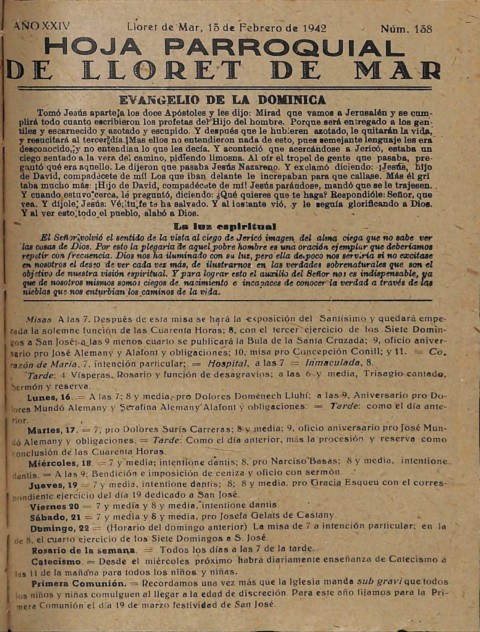 AÑO XXIV Lloret de Mar, 15 de Febrero de 1942 Núm. 138
HOJA PARROQUIAL
DE LLORET DE MAR
EVANGELIO DE LA DOMINICA
Tomó Jesús aparte a los doce Apóstoles y les dijo: Mirad que vamos a Jerusalén y se cum-
plirá todo cuanto escribieron los profetas del Hijo del hombre. Porque será entregado a los gen-
tiles y escarnecido y azotado y escupido. Y después que le hubieren azotado, le quitarán la vida,
y resucitará al tercer día. Mas ellos no entendieron nada de esto, pues semejante lenguaje les era
desconocido, y no entendían lo que les decía. Y aconteció que acercándose a Jericó, estaba un
ciego sentado a la vera del camino, pidiendo limosna. Al oír el tropel de gente que pasaba, pre-
guntó qué era aquello. Le dijeron que pasaba Jesús Nazareno. Y exclamó diciendo: ¡Jesús, hijo
de David, compadécete de mí! Los que iban delante le increpaban para que callase. Más él gri
taba mucho más: ¡Hijo de David, compadécete de mí! Jesús parándose, mandó que se le trajesen.
Y cuando estuvo cerca, le preguntó, diciendo: ¿Qué quieres que te haga? Respondióle: Señor, que
vea. Y díjole Jesús: Vé; tu fe te ha salvado. Y al instante vió, y le seguía glorificando a Dios.
Y al ver esto todo el pueblo, alabó a Dios.
La luz espiritual
El Señor volvió el sentido de la vista al ciego de Jericó imagen, del alma ciega que no sabe ver
las cosas de Dios. Por esto la plegaria de aquel pobre hombre es una oración ejemplar que deberíamos
repetir con frecuencia. Dios nos ha iluminado con su luz, pero ella de poco nos serviría si no excitase
en nosotros el deseo de ver cada vez más, de ilustrarnos en las verdades sobrenaturales que son el
objetivo de nuestra visión espiritual. Y para lograr esto el auxilio del Señor nos es indispensable, ya
que de nosotros mismos somos ciegos de nacimiento e incapaces de conocer la verdad a través de las
nieblas que nos enturbian los caminos de la vida.
Misas A las 7. Después de esta misa se hará la exposición del Santísimo y quedará empe-
zada la solemne función de las Cuarenta Horas; 8, con el tercer ejercicio de los Siete Domin-
gos a San José; a las 9 menos cuarto se publicará la Bula de la Santa Cruzada; 9, oficio aniver-
sario pro José Alemany y Alafont y obligaciones; 10, misa pro Concepción Conill; y 11. = Co-
razón de María, 7, intención particular; = Hospital, a las 7 = Inmaculada, 8.
Tarde: 4 Vísperas, Rosario y función de desagravios; a las 6 y media, Trisagio cantado,
Sermón y reserva.
Lunes, 16. = A las 7; 8 y media, pro Dolores Doménech Lluhí; a las 9, Aniversario pro Do-
lores Mundó Alemany y Serafina Alemany Alafont y obligaciones. = Tarde: como el día ante-
rior.
Martes, 17. = 7; pro Dolores Surís Carreras; 8 y media; 9, oficio aniversario pro José Mun-
dó Alemany y obligaciones. = Tarde: Como el día anterior, más la procesión y reserva como
conclusión de las Cuarenta Horas.
Miércoles, 18 = 7 y media; intentione dantis; 8, pro Narciso Basas; 8 y media, intentione
dantis. = A las 9: Bendición e imposición de ceniza y oficio con sermón
Jueves, 19 = 7 y media, intentione dantis; 8; 8 y media, pro Gracia Esqueu con el corres-
pondiente ejercicio del día 19 dedicado a San José.
Viernes 20 = 7 y media y 8 y media, intentione dantis
Sábado, 21 = 7 y media y 8 y media, pro Josefa Gelats de Castany.
Domingo, 22 = (Horario del domingo anterior) La misa de 7 a intención particular; en la
de 8, el cuarto ejercicio de los Siete Domingos a S. José.
Rosario de la semana. = Todos los días a las 7 de la tarde.
Catecismo. = Desde el miércoles próximo habrá diariamente enseñanza de Catecismo a
las 11 de la mañana para todos los niños y niñas.
Primera Comunión. = Recordamos una vez más que la Iglesia manda sub gravi que todos
los niños y niñas comulguen al llegar a la edad de discreción. Para este año fijamos para la Pri-
mera Comunión el día 19 de marzo festividad de San José.